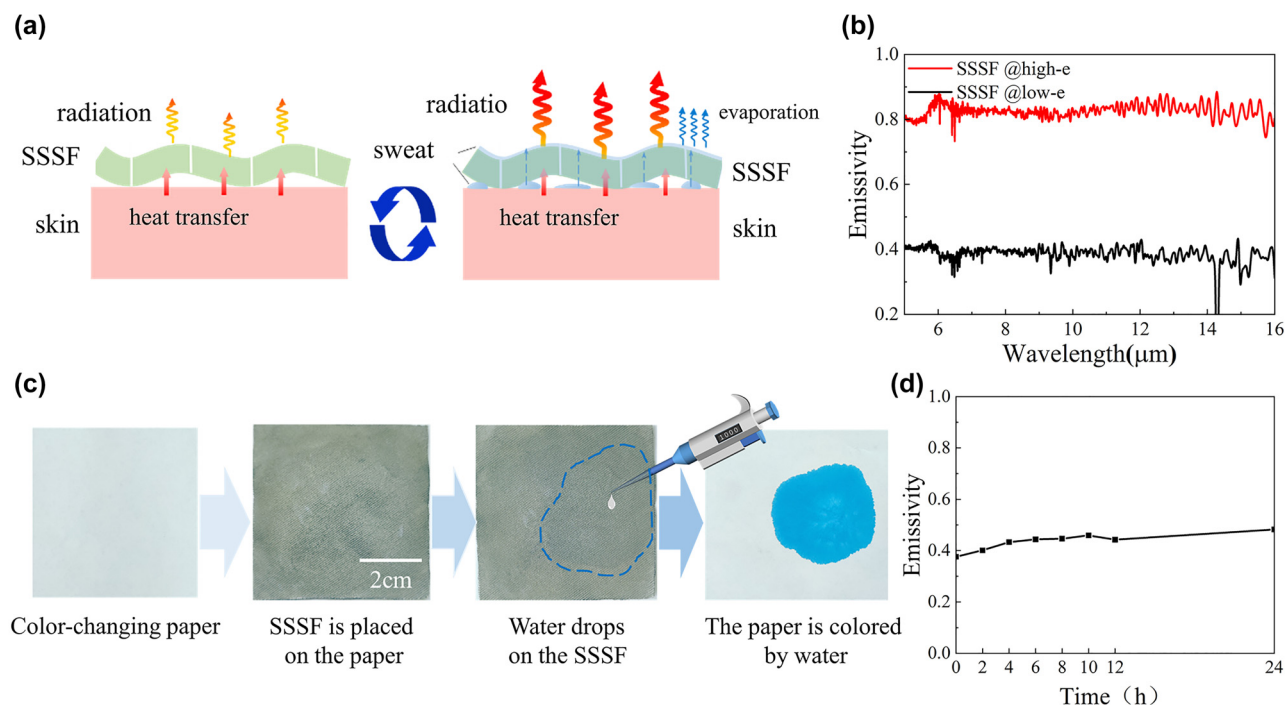 (a)
radiation
SSSF
skin
heat transfer
sweat
radiatio
evaporation
SSSF
heat transfer
skin
(b)
1.0
0.8
0.6
0.4
0.2
Emissivity
SSSF @high-e
SSSF @low-e
6
8
10
12
14
16
Wavelength(μm)
(c)
2cm
1000
Color-changing paper
SSSF is placed
on the paper
Water drops
on the SSSF
The paper is colored
by water
(d)
1.0
0.8
0.6
0.4
0.2
0.0
Emissivity
0
2
4
6
8
10
12
24
Time（h）